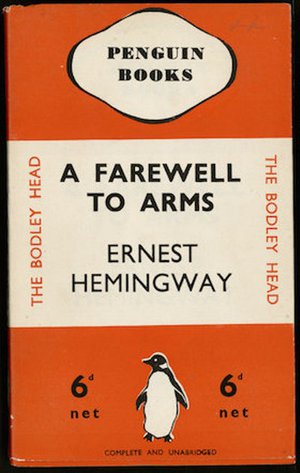 PENGUIN
BOOKS
THE BODLEY HEAD
A FAREWELL
TO ARMS
ERNEST
HEMINGWAY
THE BODLEY HEAD
6d
net
6d
net
COMPLETE AND UNABRIDGED